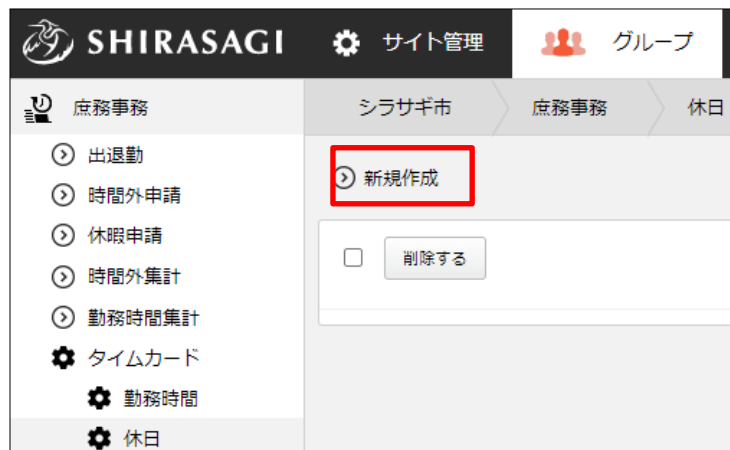 SHIRASAGI サイト管理 グループ
庶務事務
シラサギ市 庶務事務 休日
出退勤
新規作成
時間外申請
休暇申請
削除する
時間外集計
勤務時間集計
タイムカード
勤務時間
休日